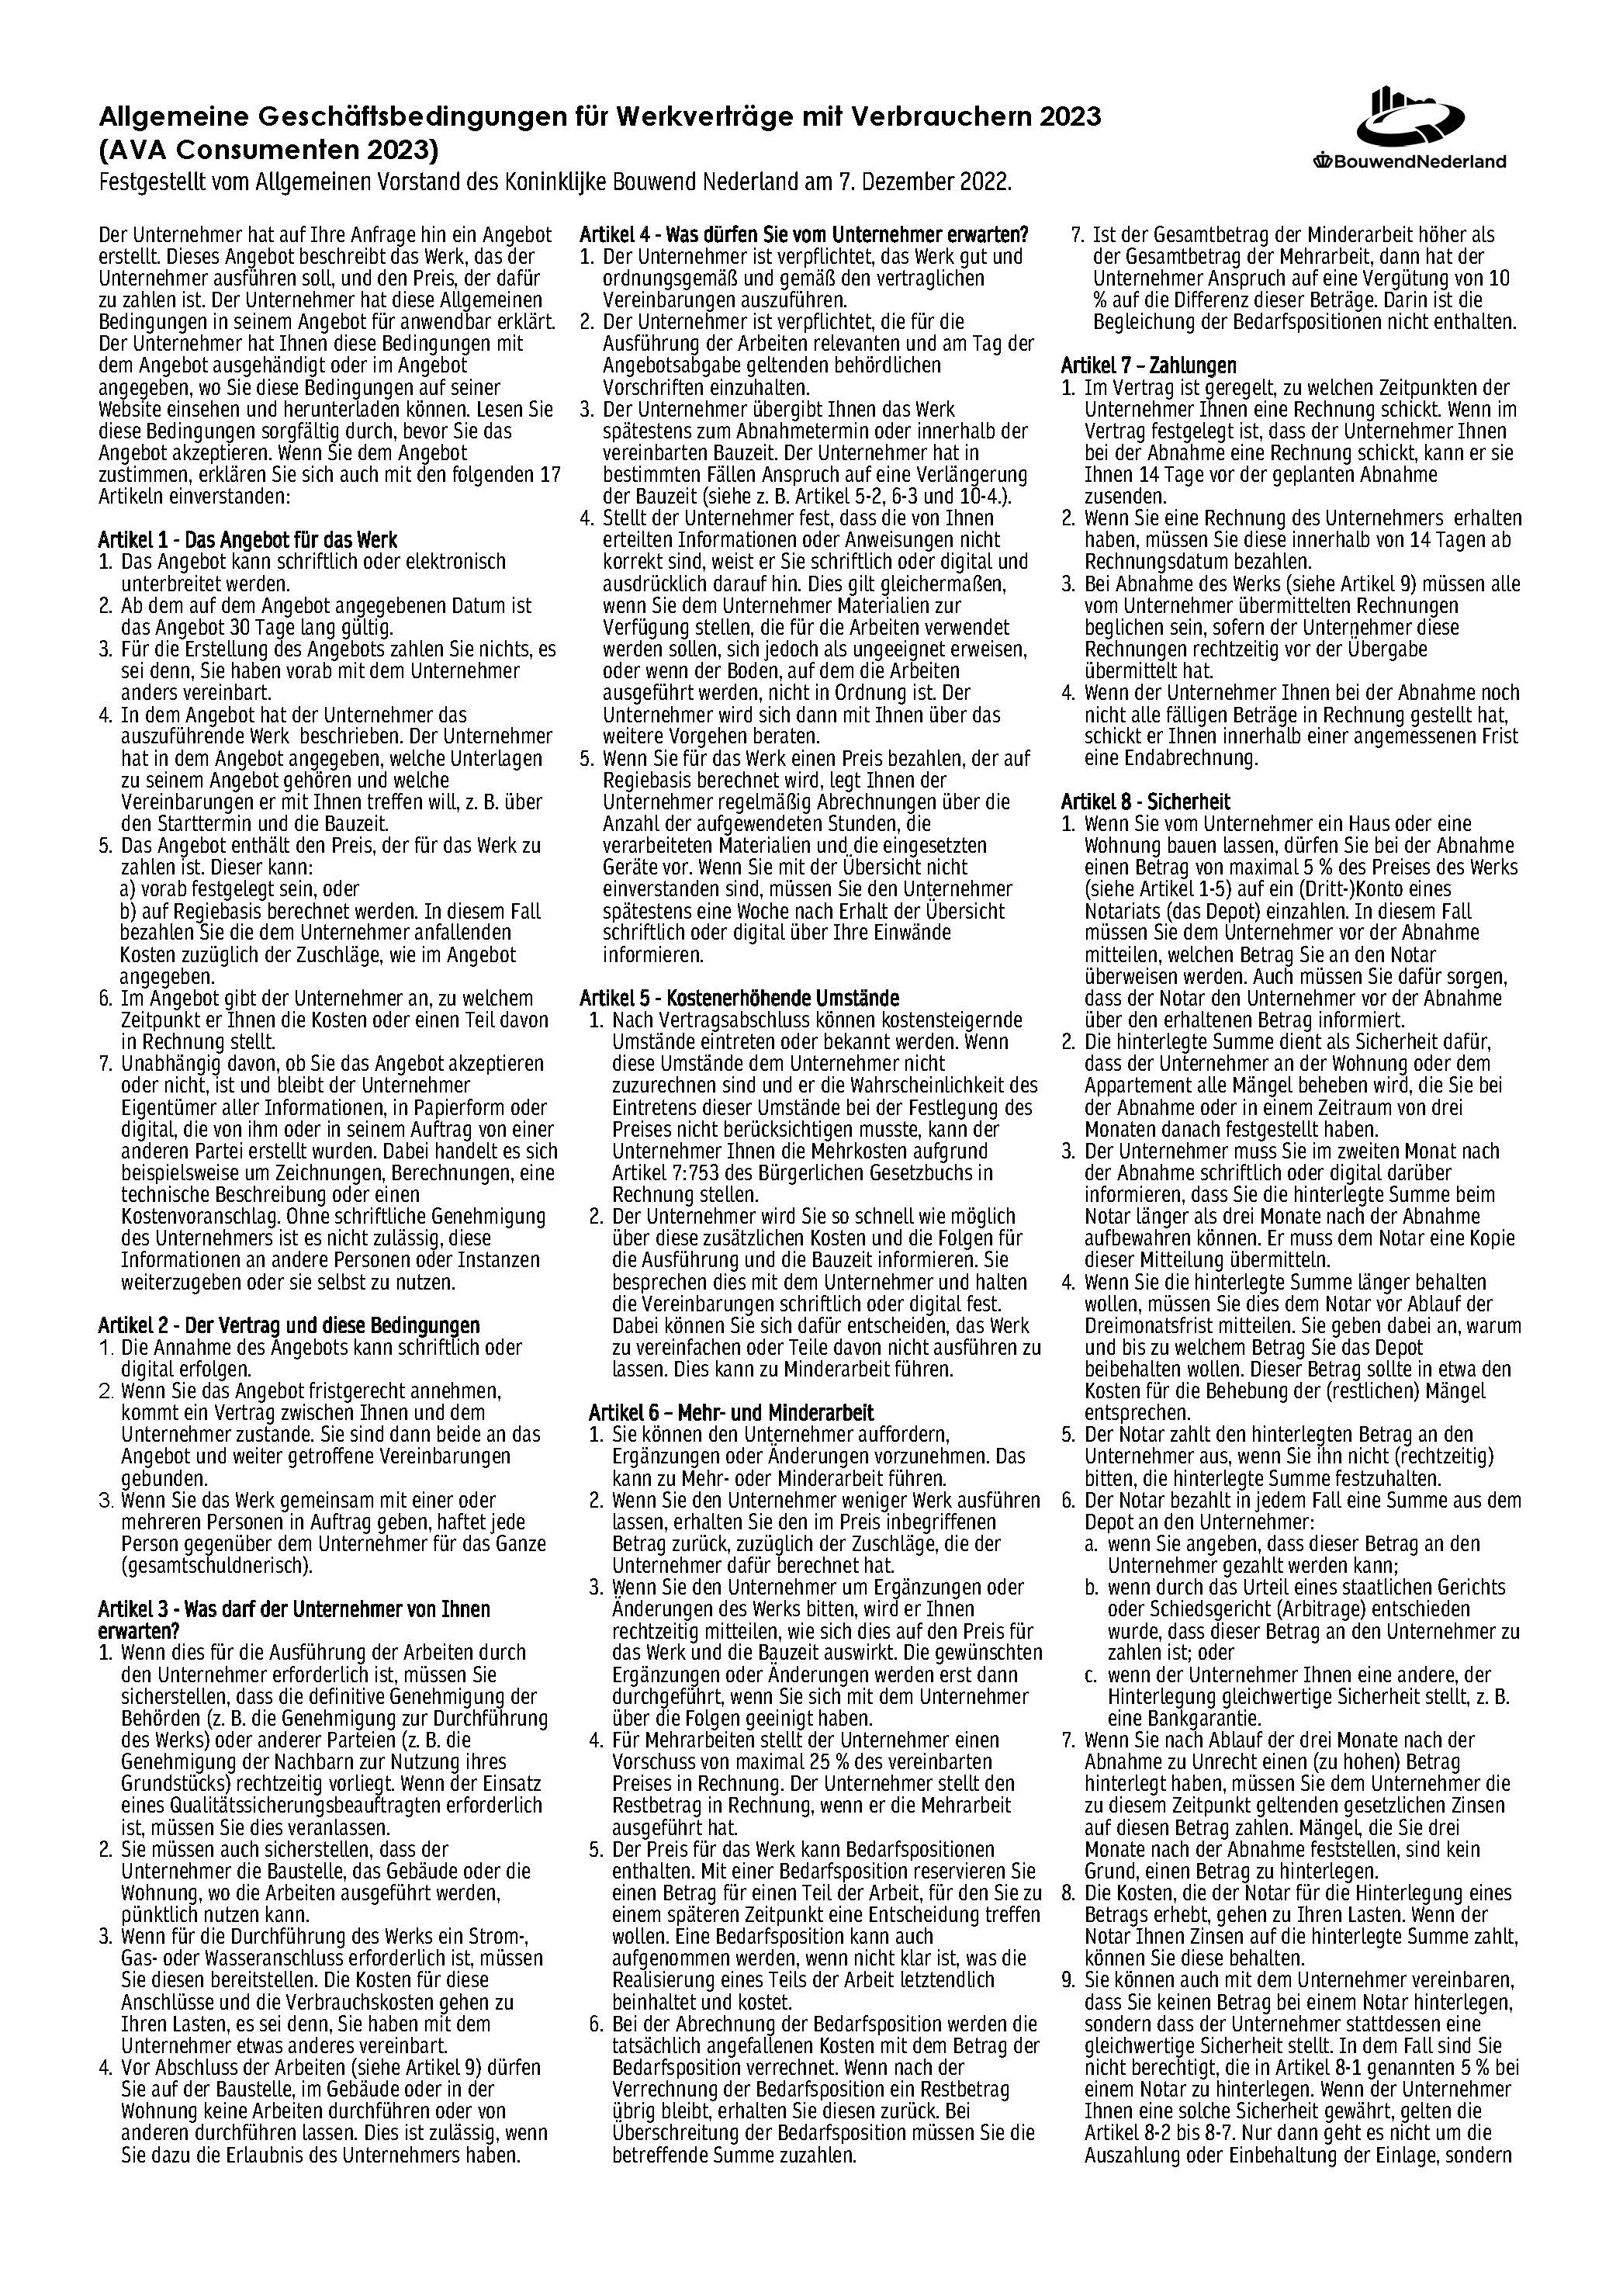 Allgemeine Geschäftsbedingungen für Werkverträge mit Verbrauchern 2023
(AVA Consumenten 2023)
Festgestellt vom Allgemeinen Vorstand des Koninklijke Bouwend Nederland am 7. Dezember 2022.
BouwendNederland
Der Unternehmer hat auf Ihre Anfrage hin ein Angebot
erstellt. Dieses Angebot beschreibt das Werk, das der
Unternehmer ausführen soll, und den Preis, der dafür
zu zahlen ist. Der Unternehmer hat diese Allgemeinen
Bedingungen in seinem Angebot für anwendbar erklärt.
Der Unternehmer hat Ihnen diese Bedingungen mit
dem Angebot ausgehändigt oder im Angebot
angegeben, wo Sie diese Bedingungen auf seiner
Website einsehen und herunterladen können. Lesen Sie
diese Bedingungen sorgfältig durch, bevor Sie das
Angebot akzeptieren. Wenn Sie dem Angebot
zustimmen, erklären Sie sich auch mit den folgenden 17
Artikeln einverstanden:
Artikel 1 - Das Angebot für das Werk
1. Das Angebot kann schriftlich oder elektronisch
unterbreitet werden.
2. Ab dem auf dem Angebot angegebenen Datum ist
das Angebot 30 Tage lang gültig.
3. Für die Erstellung des Angebots zahlen Sie nichts, es
sei denn, Sie haben vorab mit dem Unternehmer
anders vereinbart.
4. In dem Angebot hat der Unternehmer das
auszuführende Werk beschrieben. Der Unternehmer
hat in dem Angebot angegeben, welche Unterlagen
zu seinem Angebot gehören und welche
Vereinbarungen er mit Ihnen treffen will, z. B. über
den Starttermin und die Bauzeit.
5. Das Angebot enthält den Preis, der für das Werk zu
zahlen ist. Dieser kann:
a) vorab festgelegt sein, oder
b) auf Regiebasis berechnet werden. In diesem Fall
bezahlen Sie die dem Unternehmer anfallenden
Kosten zuzüglich der Zuschläge, wie im Angebot
angegeben.
6. Im Angebot gibt der Unternehmer an, zu welchem
Zeitpunkt er Ihnen die Kosten oder einen Teil davon
in Rechnung stellt.
7. Unabhängig davon, ob Sie das Angebot akzeptieren
oder nicht, ist und bleibt der Unternehmer
Eigentümer aller Informationen, in Papierform oder
digital, die von ihm oder in seinem Auftrag von einer
anderen Partei erstellt wurden. Dabei handelt es sich
beispielsweise um Zeichnungen, Berechnungen, eine
technische Beschreibung oder einen
Kostenvoranschlag. Ohne schriftliche Genehmigung
des Unternehmers ist es nicht zulässig, diese
Informationen an andere Personen oder Instanzen
weiterzugeben oder sie selbst zu nutzen.
Artikel 2 - Der Vertrag und diese Bedingungen
1. Die Annahme des Angebots kann schriftlich oder
digital erfolgen.
2. Wenn Sie das Angebot fristgerecht annehmen,
kommt ein Vertrag zwischen Ihnen und dem
Unternehmer zustande. Sie sind dann beide an das
Angebot und weiter getroffene Vereinbarungen
gebunden.
3. Wenn Sie das Werk gemeinsam mit einer oder
mehreren Personen in Auftrag geben, haftet jede
Person gegenüber dem Unternehmer für das Ganze
(gesamtschuldnerisch).
Artikel 3 - Was darf der Unternehmer von Ihnen
erwarten?
1. Wenn dies für die Ausführung der Arbeiten durch
den Unternehmer erforderlich ist, müssen Sie
sicherstellen, dass die definitive Genehmigung der
Behörden (z. B. die Genehmigung zur Durchführung
des Werks) oder anderer Parteien (z. B. die
Genehmigung der Nachbarn zur Nutzung ihres
Grundstücks) rechtzeitig vorliegt. Wenn der Einsatz
eines Qualitätssicherungsbeauftragten erforderlich
ist, müssen Sie dies veranlassen.
2. Sie müssen auch sicherstellen, dass der
Unternehmer die Baustelle, das Gebäude oder die
Wohnung, wo die Arbeiten ausgeführt werden,
pünktlich nutzen kann.
3. Wenn für die Durchführung des Werks ein Strom-,
Gas- oder Wasseranschluss erforderlich ist, müssen
Sie diesen bereitstellen. Die Kosten für diese
Anschlüsse und die Verbrauchskosten gehen zu
Ihren Lasten, es sei denn, Sie haben mit dem
Unternehmer etwas anderes vereinbart.
4. Vor Abschluss der Arbeiten (siehe Artikel 9) dürfen
Sie auf der Baustelle, im Gebäude oder in der
Wohnung keine Arbeiten durchführen oder von
anderen durchführen lassen. Dies ist zulässig, wenn
Sie dazu die Erlaubnis des Unternehmers haben.
Artikel 4 - Was dürfen Sie vom Unternehmer erwarten?
1. Der Unternehmer ist verpflichtet, das Werk gut und
ordnungsgemäß und gemäß den vertraglichen
Vereinbarungen auszuführen.
2. Der Unternehmer ist verpflichtet, die für die
Ausführung der Arbeiten relevanten und am Tag der
Angebotsabgabe geltenden behördlichen
Vorschriften einzuhalten.
3. Der Unternehmer übergibt Ihnen das Werk
spätestens zum Abnahmetermin oder innerhalb der
vereinbarten Bauzeit. Der Unternehmer hat in
bestimmten Fällen Anspruch auf eine Verlängerung
der Bauzeit (siehe z. B. Artikel 5-2, 6-3 und 10-4.).
4. Stellt der Unternehmer fest, dass die von Ihnen
erteilten Informationen oder Anweisungen nicht
korrekt sind, weist er Sie schriftlich oder digital und
ausdrücklich darauf hin. Dies gilt gleichermaßen,
wenn Sie dem Unternehmer Materialien zur
Verfügung stellen, die für die Arbeiten verwendet
werden sollen, sich jedoch als ungeeignet erweisen,
oder wenn der Boden, auf dem die Arbeiten
ausgeführt werden, nicht in Ordnung ist. Der
Unternehmer wird sich dann mit Ihnen über das
weitere Vorgehen beraten.
5. Wenn Sie für das Werk einen Preis bezahlen, der auf
Regiebasis berechnet wird, legt Ihnen der
Unternehmer regelmäßig Abrechnungen über die
Anzahl der aufgewendeten Stunden, die
verarbeiteten Materialien und die eingesetzten
Geräte vor. Wenn Sie mit der Übersicht nicht
einverstanden sind, müssen Sie den Unternehmer
spätestens eine Woche nach Erhalt der Übersicht
schriftlich oder digital über Ihre Einwände
informieren.
Artikel 5 - Kostenerhöhende Umstände
1. Nach Vertragsabschluss können kostensteigernde
Umstände eintreten oder bekannt werden. Wenn
diese Umstände dem Unternehmer nicht
zuzurechnen sind und er die Wahrscheinlichkeit des
Eintretens dieser Umstände bei der Festlegung des
Preises nicht berücksichtigen musste, kann der
Unternehmer Ihnen die Mehrkosten aufgrund
Artikel 7:753 des Bürgerlichen Gesetzbuchs in
Rechnung stellen.
2. Der Unternehmer wird Sie so schnell wie möglich
über diese zusätzlichen Kosten und die Folgen für
die Ausführung und die Bauzeit informieren. Sie
besprechen dies mit dem Unternehmer und halten
die Vereinbarungen schriftlich oder digital fest.
Dabei können Sie sich dafür entscheiden, das Werk
zu vereinfachen oder Teile davon nicht ausführen zu
lassen. Dies kann zu Minderarbeit führen.
Artikel 6 – Mehr- und Minderarbeit
1. Sie können den Unternehmer auffordern,
Ergänzungen oder Änderungen vorzunehmen. Das
kann zu Mehr- oder Minderarbeit führen.
2. Wenn Sie den Unternehmer weniger Werk ausführen
lassen, erhalten Sie den im Preis inbegriffenen
Betrag zurück, zuzüglich der Zuschläge, die der
Unternehmer dafür berechnet hat.
3. Wenn Sie den Unternehmer um Ergänzungen oder
Änderungen des Werks bitten, wird er Ihnen
rechtzeitig mitteilen, wie sich dies auf den Preis für
das Werk und die Bauzeit auswirkt. Die gewünschten
Ergänzungen oder Änderungen werden erst dann
durchgeführt, wenn Sie sich mit dem Unternehmer
über die Folgen geeinigt haben.
4. Für Mehrarbeiten stellt der Unternehmer einen
Vorschuss von maximal 25 % des vereinbarten
Preises in Rechnung. Der Unternehmer stellt den
Restbetrag in Rechnung, wenn er die Mehrarbeit
ausgeführt hat.
5. Der Preis für das Werk kann Bedarfspositionen
enthalten. Mit einer Bedarfsposition reservieren Sie
einen Betrag für einen Teil der Arbeit, für den Sie zu
einem späteren Zeitpunkt eine Entscheidung treffen
wollen. Eine Bedarfsposition kann auch
aufgenommen werden, wenn nicht klar ist, was die
Realisierung eines Teils der Arbeit letztendlich
beinhaltet und kostet.
6. Bei der Abrechnung der Bedarfsposition werden die
tatsächlich angefallenen Kosten mit dem Betrag der
Bedarfsposition verrechnet. Wenn nach der
Verrechnung der Bedarfsposition ein Restbetrag
übrig bleibt, erhalten Sie diesen zurück. Bei
Überschreitung der Bedarfsposition müssen Sie die
betreffende Summe zuzahlen.
7. Ist der Gesamtbetrag der Minderarbeit höher als
der Gesamtbetrag der Mehrarbeit, dann hat der
Unternehmer Anspruch auf eine Vergütung von 10
% auf die Differenz dieser Beträge. Darin ist die
Begleichung der Bedarfspositionen nicht enthalten.
Artikel 7 – Zahlungen
1. Im Vertrag ist geregelt, zu welchen Zeitpunkten der
Unternehmer Ihnen eine Rechnung schickt. Wenn im
Vertrag festgelegt ist, dass der Unternehmer Ihnen
bei der Abnahme eine Rechnung schickt, kann er sie
Ihnen 14 Tage vor der geplanten Abnahme
zusenden.
2. Wenn Sie eine Rechnung des Unternehmers erhalten
haben, müssen Sie diese innerhalb von 14 Tagen ab
Rechnungsdatum bezahlen.
3. Bei Abnahme des Werks (siehe Artikel 9) müssen alle
vom Unternehmer übermittelten Rechnungen
beglichen sein, sofern der Unternehmer diese
Rechnungen rechtzeitig vor der Übergabe
übermittelt hat.
4. Wenn der Unternehmer Ihnen bei der Abnahme noch
nicht alle fälligen Beträge in Rechnung gestellt hat,
schickt er Ihnen innerhalb einer angemessenen Frist
eine Endabrechnung.
Artikel 8 - Sicherheit
1. Wenn Sie vom Unternehmer ein Haus oder eine
Wohnung bauen lassen, dürfen Sie bei der Abnahme
einen Betrag von maximal 5 % des Preises des Werks
(siehe Artikel 1-5) auf ein (Dritt-)Konto eines
Notariats (das Depot) einzahlen. In diesem Fall
müssen Sie dem Unternehmer vor der Abnahme
mitteilen, welchen Betrag Sie an den Notar
überweisen werden. Auch müssen Sie dafür sorgen,
dass der Notar den Unternehmer vor der Abnahme
über den erhaltenen Betrag informiert.
2. Die hinterlegte Summe dient als Sicherheit dafür,
dass der Unternehmer an der Wohnung oder dem
Appartement alle Mängel beheben wird, die Sie bei
der Abnahme oder in einem Zeitraum von drei
Monaten danach festgestellt haben.
3. Der Unternehmer muss Sie im zweiten Monat nach
der Abnahme schriftlich oder digital darüber
informieren, dass Sie die hinterlegte Summe beim
Notar länger als drei Monate nach der Abnahme
aufbewahren können. Er muss dem Notar eine Kopie
dieser Mitteilung übermitteln.
4. Wenn Sie die hinterlegte Summe länger behalten
wollen, müssen Sie dies dem Notar vor Ablauf der
Dreimonatsfrist mitteilen. Sie geben dabei an, warum
und bis zu welchem Betrag Sie das Depot
beibehalten wollen. Dieser Betrag sollte in etwa den
Kosten für die Behebung der (restlichen) Mängel
entsprechen.
5. Der Notar zahlt den hinterlegten Betrag an den
Unternehmer aus, wenn Sie ihn nicht (rechtzeitig)
bitten, die hinterlegte Summe festzuhalten.
6. Der Notar bezahlt in jedem Fall eine Summe aus dem
Depot an den Unternehmer:
a. wenn Sie angeben, dass dieser Betrag an den
Unternehmer gezahlt werden kann;
b. wenn durch das Urteil eines staatlichen Gerichts
oder Schiedsgericht (Arbitrage) entschieden
wurde, dass dieser Betrag an den Unternehmer zu
zahlen ist; oder
c. wenn der Unternehmer Ihnen eine andere, der
Hinterlegung gleichwertige Sicherheit stellt, z. B.
eine Bankgarantie.
7. Wenn Sie nach Ablauf der drei Monate nach der
Abnahme zu Unrecht einen (zu hohen) Betrag
hinterlegt haben, müssen Sie dem Unternehmer die
zu diesem Zeitpunkt geltenden gesetzlichen Zinsen
auf diesen Betrag zahlen. Mängel, die Sie drei
Monate nach der Abnahme feststellen, sind kein
Grund, einen Betrag zu hinterlegen.
8. Die Kosten, die der Notar für die Hinterlegung eines
Betrags erhebt, gehen zu Ihren Lasten. Wenn der
Notar Ihnen Zinsen auf die hinterlegte Summe zahlt,
können Sie diese behalten.
9. Sie können auch mit dem Unternehmer vereinbaren,
dass Sie keinen Betrag bei einem Notar hinterlegen,
sondern dass der Unternehmer stattdessen eine
gleichwertige Sicherheit stellt. In dem Fall sind Sie
nicht berechtigt, die in Artikel 8-1 genannten 5 % bei
einem Notar zu hinterlegen. Wenn der Unternehmer
Ihnen eine solche Sicherheit gewährt, gelten die
Artikel 8-2 bis 8-7. Nur dann geht es nicht um die
Auszahlung oder Einbehaltung der Einlage, sondern